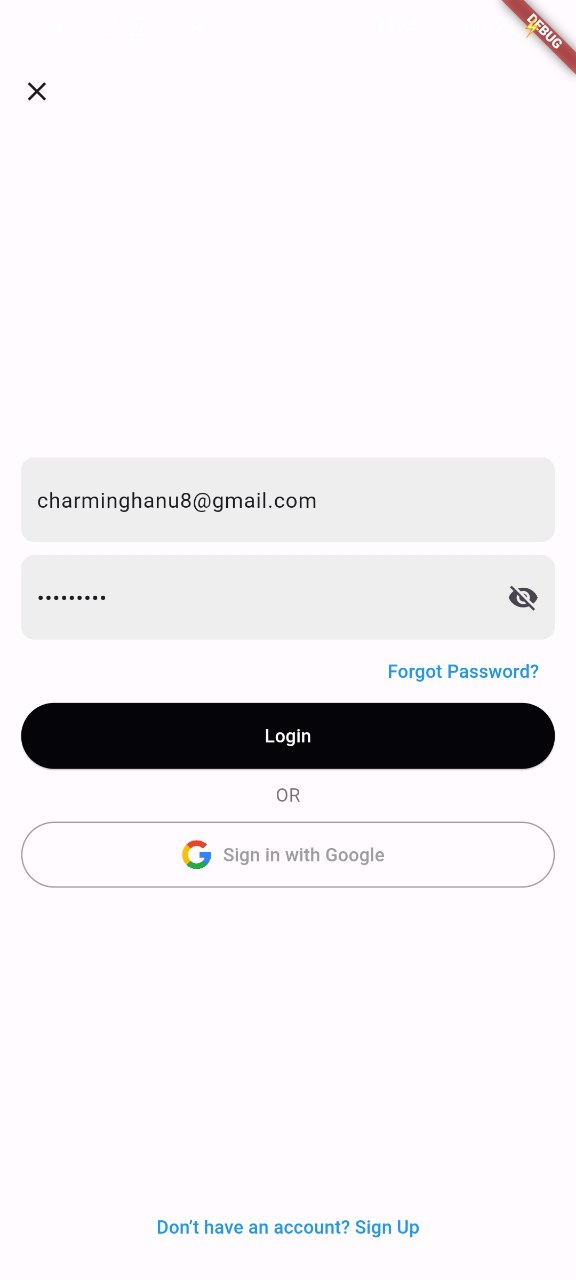 DEBUG
charminghanu8@gmail.com
•••••••••
Forgot Password?
Login
OR
Sign in with Google
Don’t have an account? Sign Up